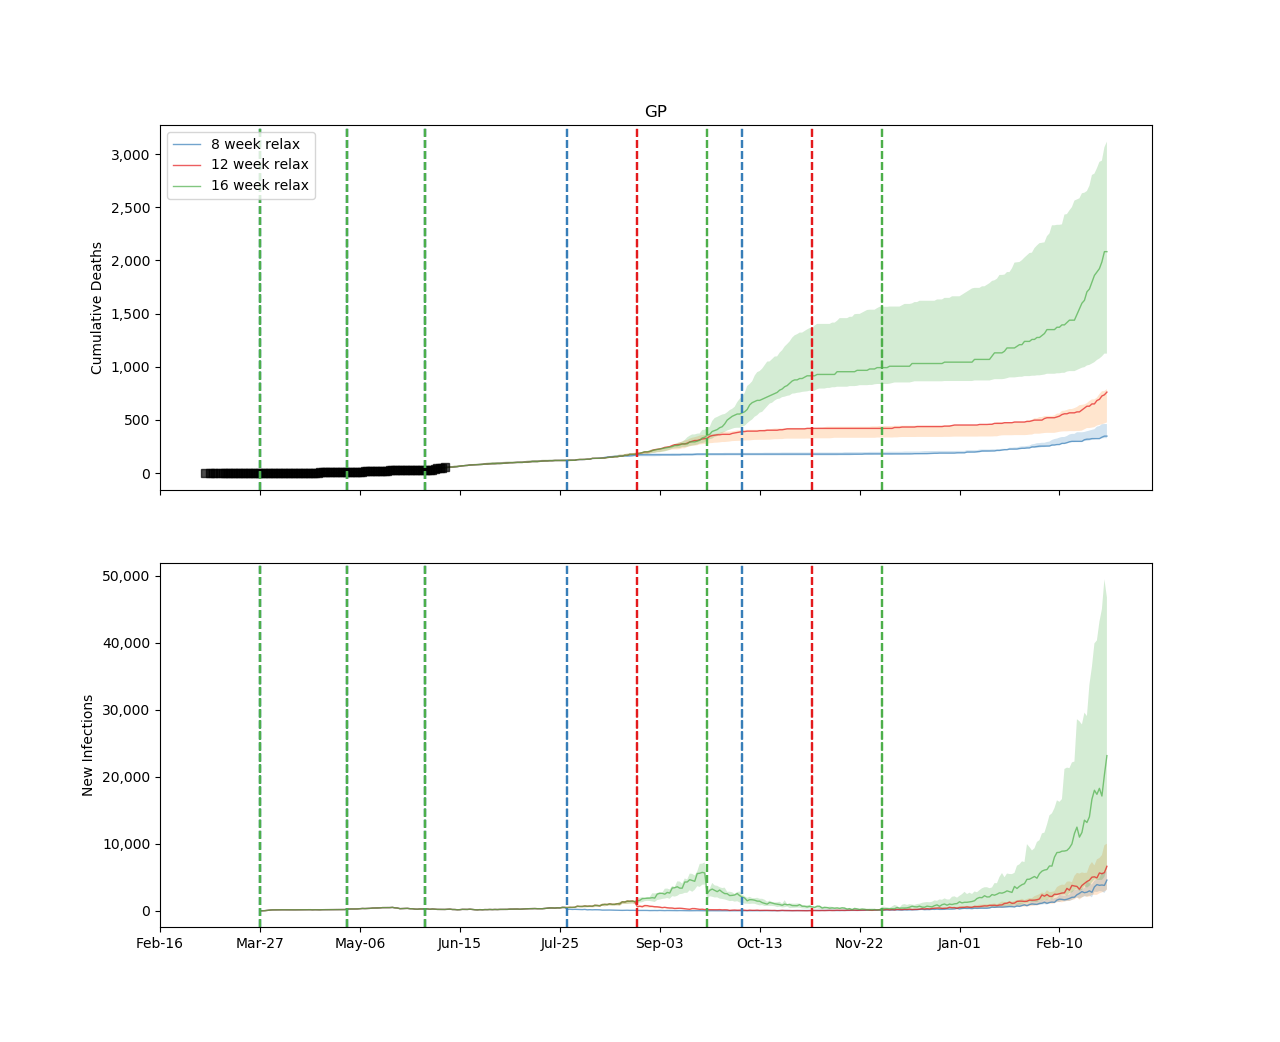 GP
8 week relax
12 week relax
16 week relax
Cumulative Deaths
3,000
2,500
2,000
1,500
1,000
500
0
New Infections
50,000
40,000
30,000
20,000
10,000
0
Feb-16 Mar-27 May-06 Jun-15 Jul-25 Sep-03 Oct-13 Nov-22 Jan-01 Feb-10